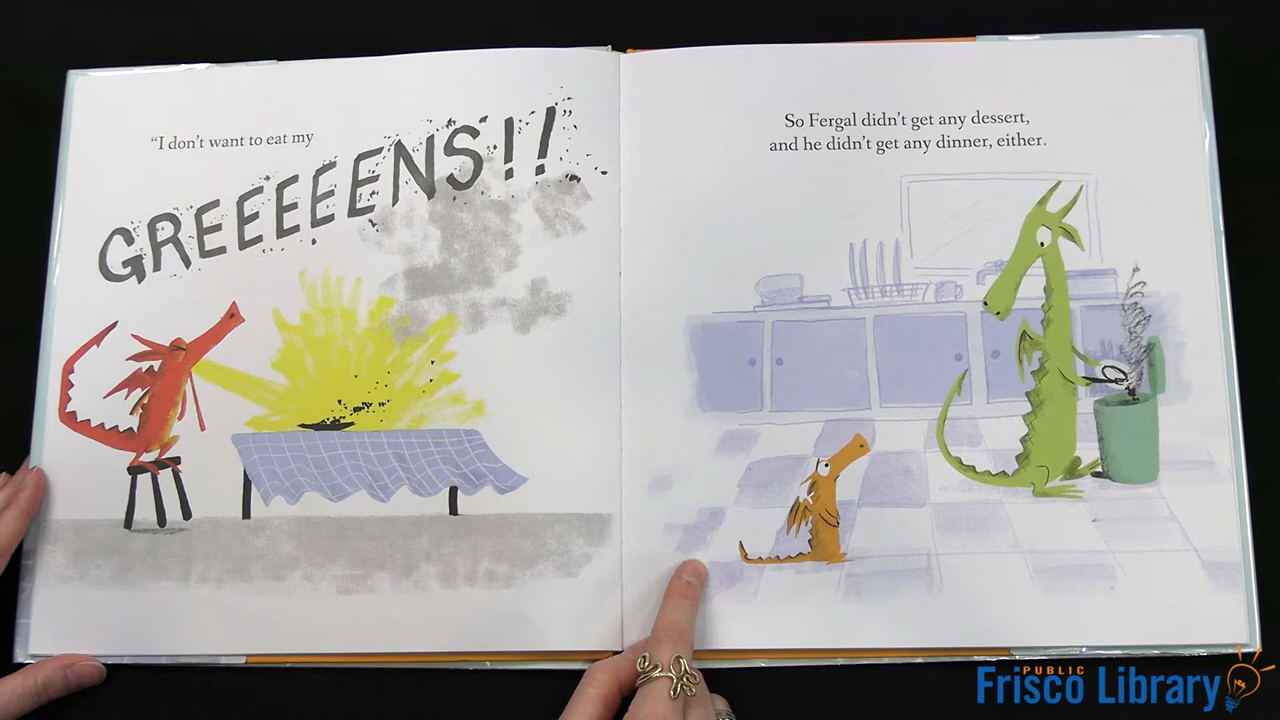 "I don't want to eat my
GREEEEENS!!"
So Fergal didn't get any dessert,
and he didn't get any dinner, either.
PUBLIC
Frisco Library